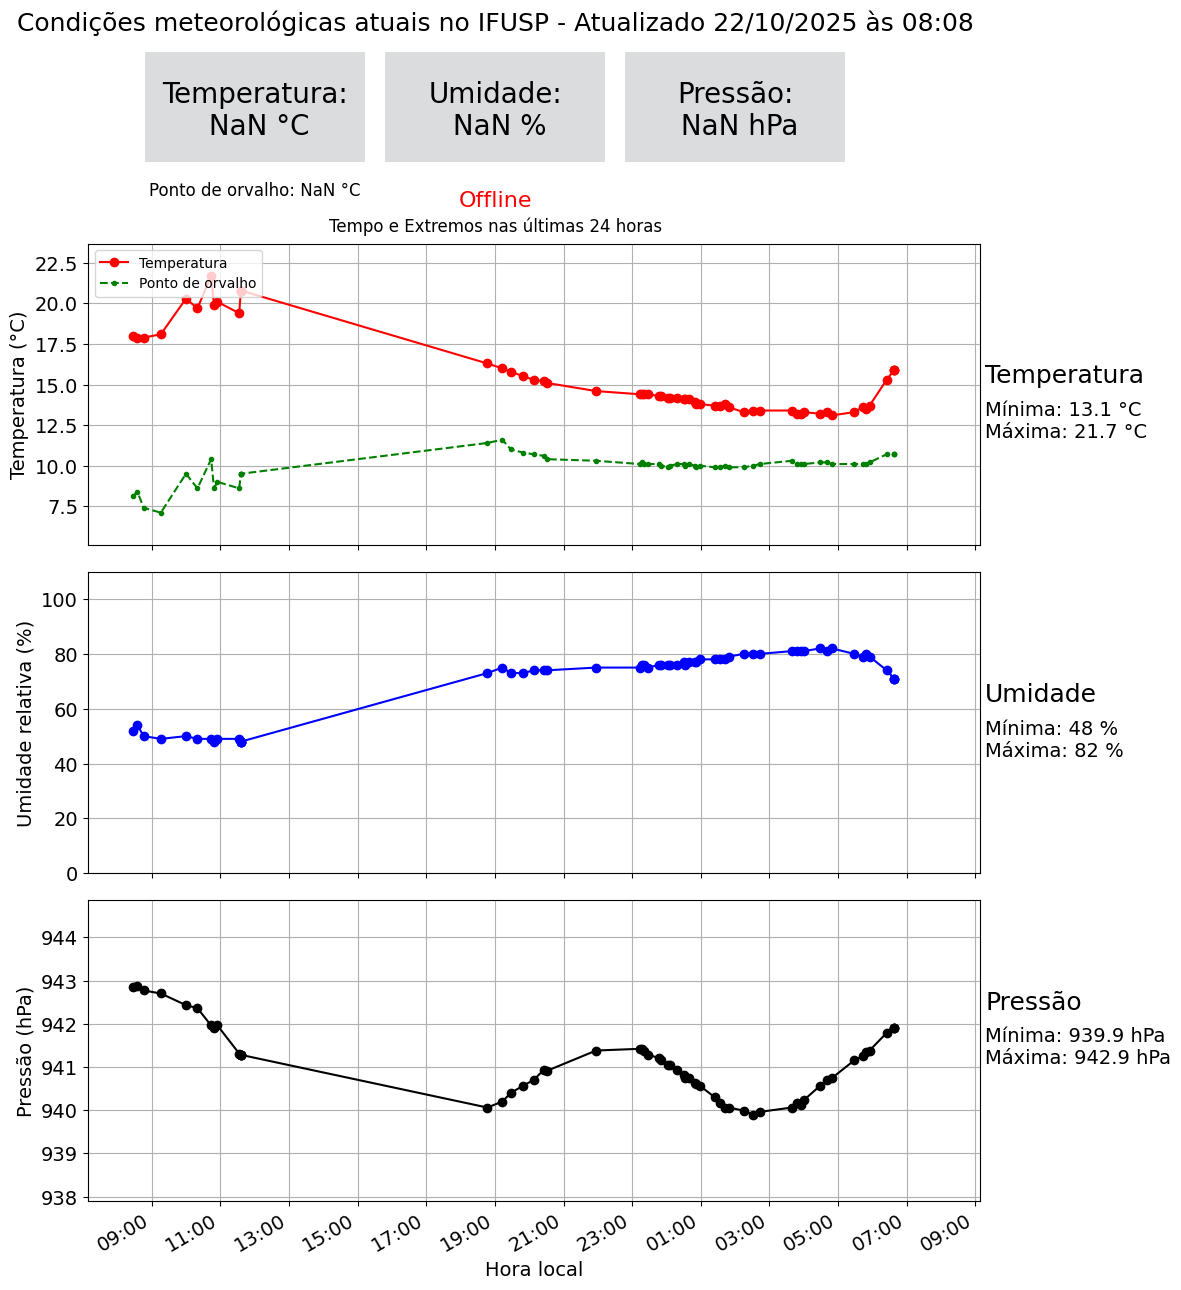 Condições meteorológicas atuais no IFUSP - Atualizado 22/10/2025 às 08:08
Temperatura:
NaN °C
Umidade:
NaN %
Pressão:
NaN hPa
Ponto de orvalho: NaN °C
Offline
Tempo e Extremos nas últimas 24 horas
Temperatura
Ponto de orvalho
Temperatura (°C)
22.5
20.0
17.5
15.0
12.5
10.0
7.5
Temperatura
Mínima: 13.1 °C
Máxima: 21.7 °C
Umidade relativa (%)
100
80
60
40
20
0
Umidade
Mínima: 48 %
Máxima: 82 %
Pressão (hPa)
944
943
942
941
940
939
938
Pressão
Mínima: 939.9 hPa
Máxima: 942.9 hPa
09:00
11:00
13:00
15:00
17:00
19:00
21:00
23:00
01:00
03:00
05:00
07:00
09:00
Hora local